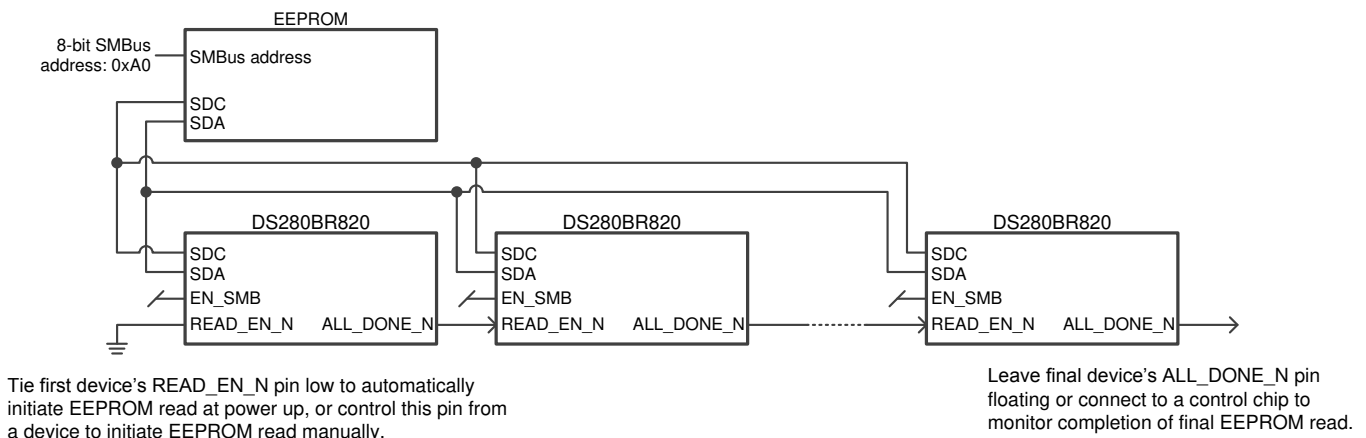 EEPROM
8-bit SMBus
address: 0xA0
SMBus address
SDC
SDA
DS280BR820
SDC
SDA
EN_SMB
READ_EN_N ALL_DONE_N
DS280BR820
SDC
SDA
EN_SMB
READ_EN_N ALL_DONE_N
DS280BR820
SDC
SDA
EN_SMB
READ_EN_N ALL_DONE_N
Tie first device's READ_EN_N pin low to automatically
initiate EEPROM read at power up, or control this pin from
a device to initiate EEPROM read manually.
Leave final device's ALL_DONE_N pin
floating or connect to a control chip to
monitor completion of final EEPROM read.